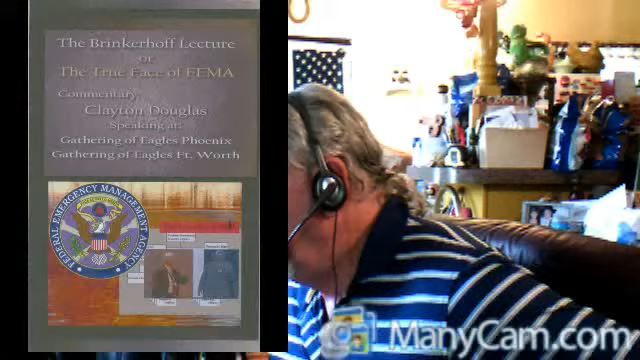 The Brinkerhoff Lecture
or
The True Face of FEMA
Commentary
Clayton Douglas
Speaking at:
Gathering of Eagles Phoenix
Gathering of Eagles Ft. Worth
FEDERAL EMERGENCY MANAGEMENT AGENCY
ManyCam.com